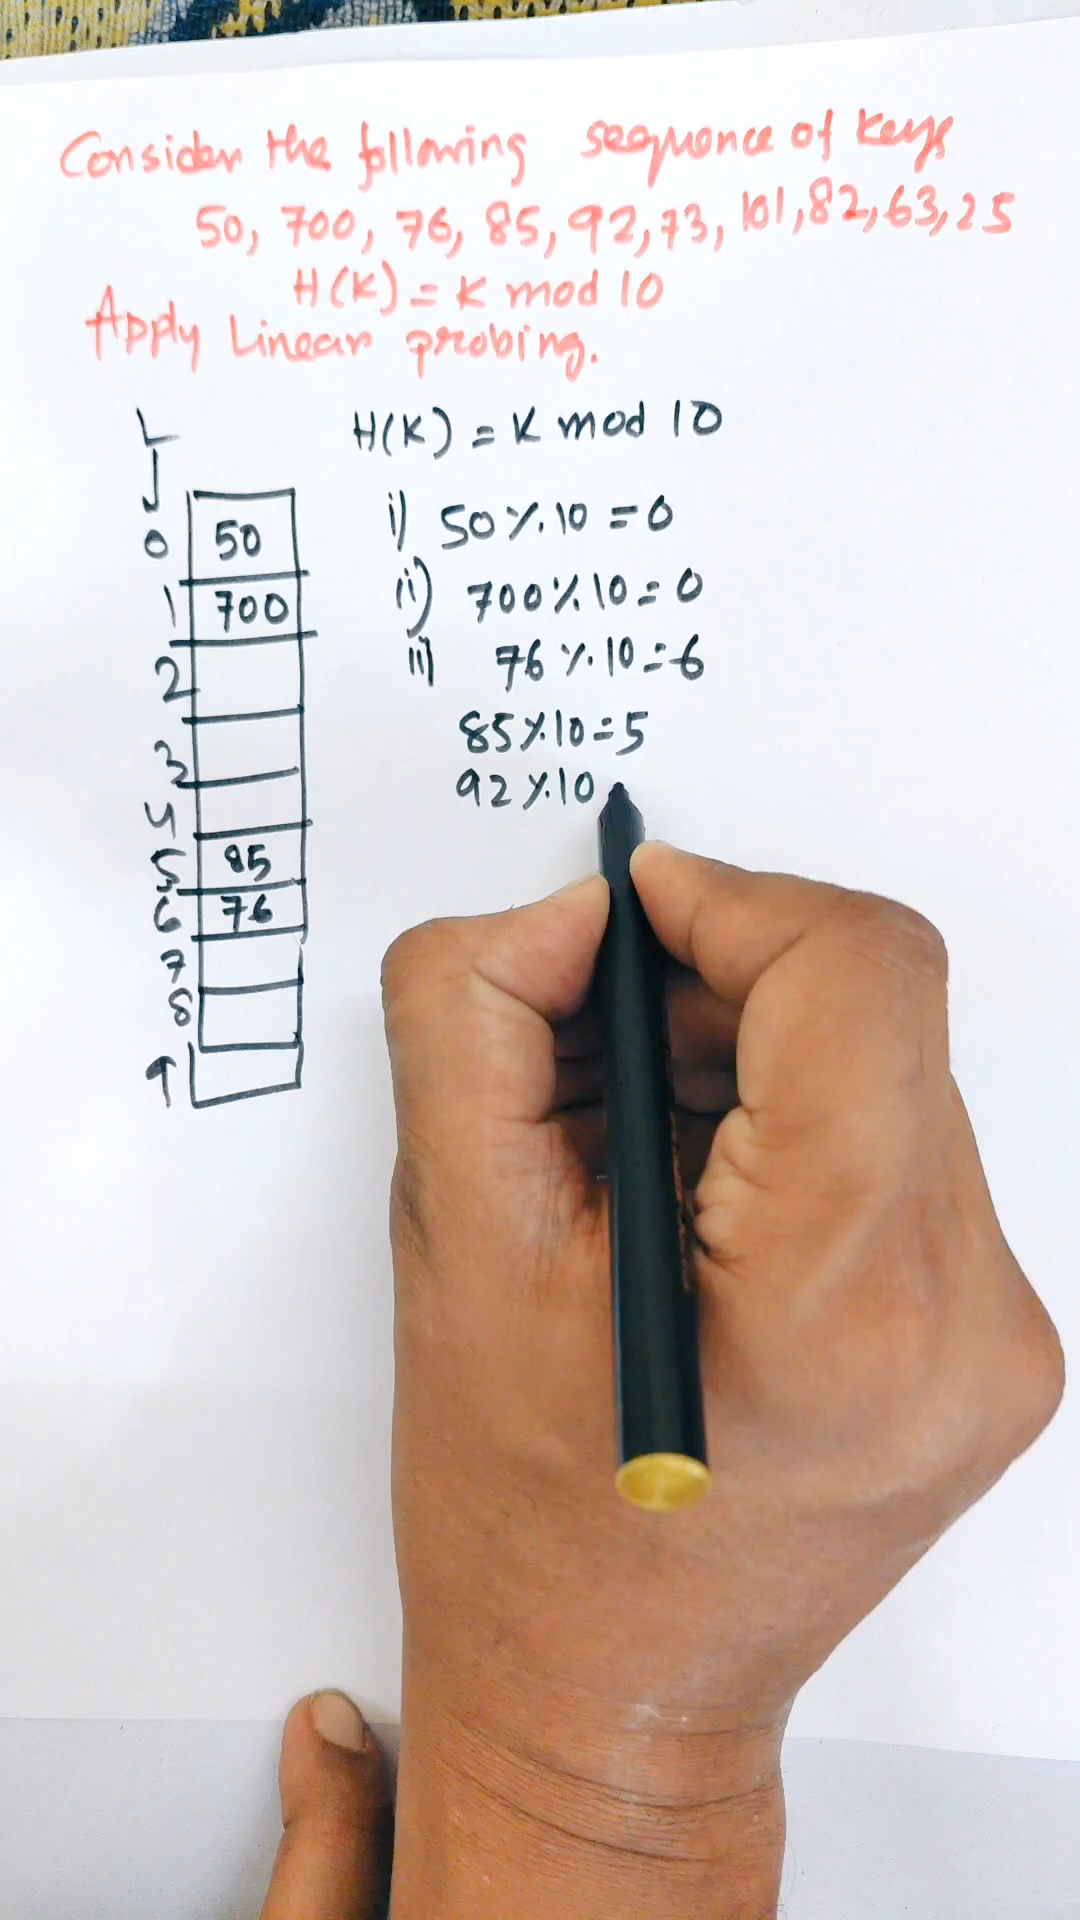 Consider the following sequence of keys
50, 700, 76, 85, 92, 73, 101, 82, 63, 25
H(K) = K mod 10
Apply Linear probing.
H(K) = K mod 10
0 50
1 700
2
3
4
5 85
6 76
7
8
9
i) 50 % 10 = 0
(i) 700 % 10 = 0
ii) 76 % 10 = 6
85 % 10 = 5
92 % 10